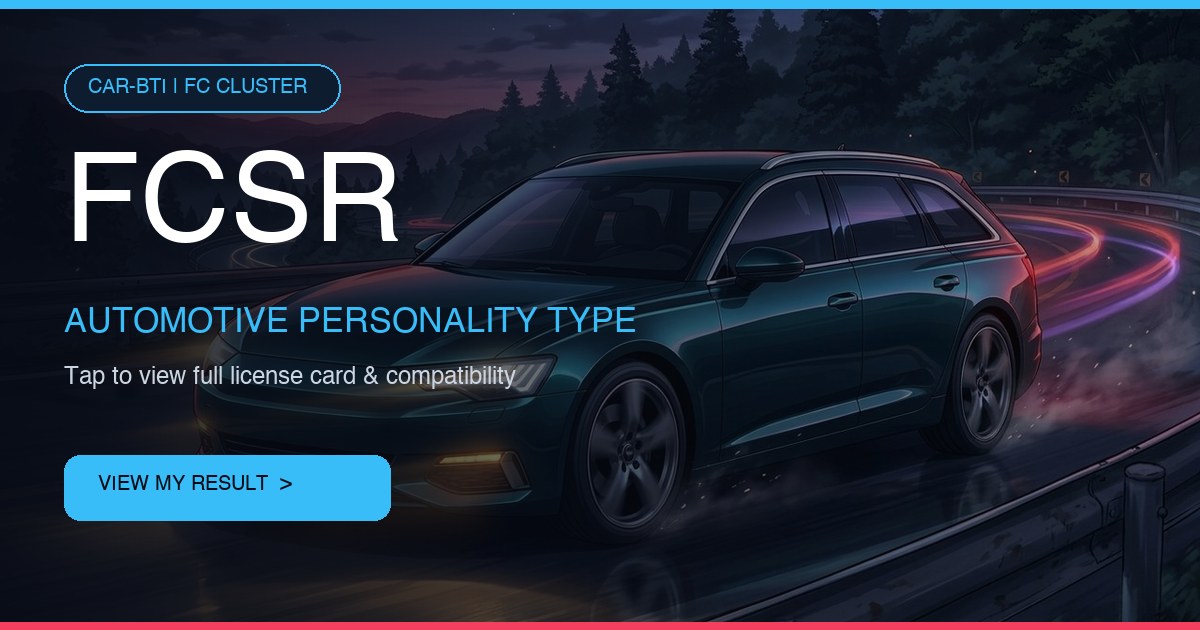 CAR-BTI | FC CLUSTER
FCSR
AUTOMOTIVE PERSONALITY TYPE
Tap to view full license card & compatibility
VIEW MY RESULT >